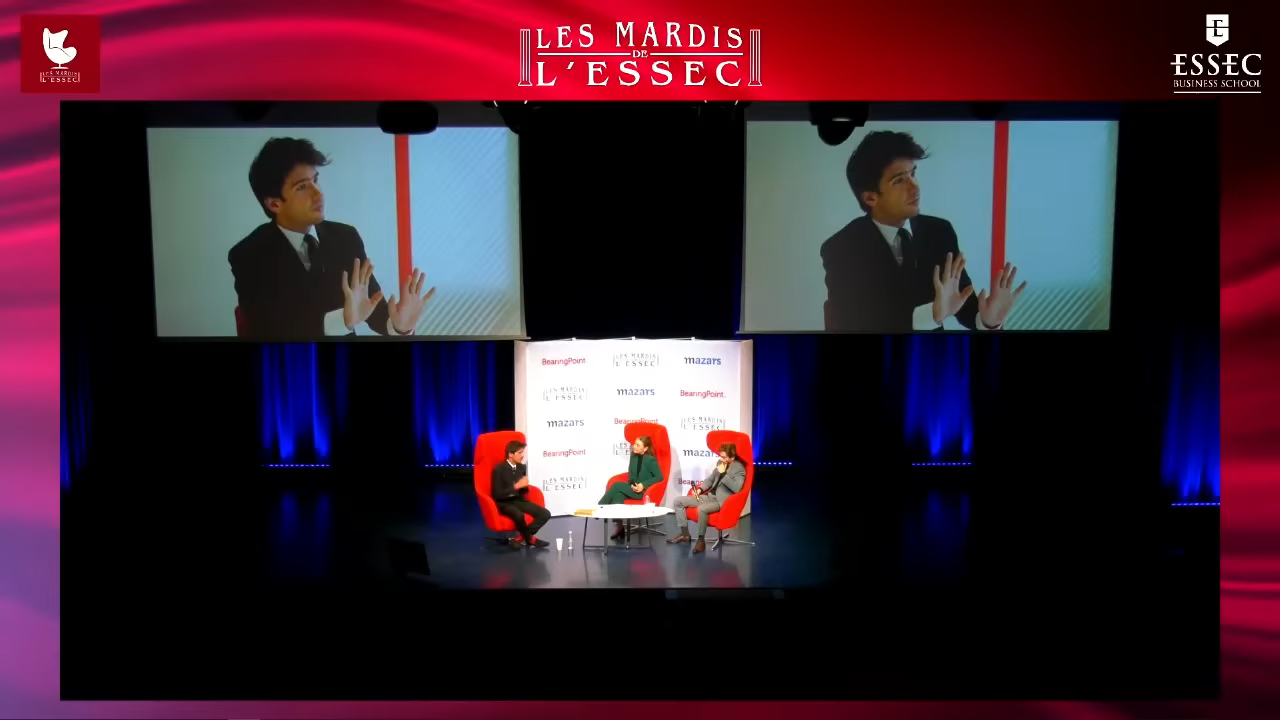 LES MARDIS
DE
L'ESSEC
LES MARDIS
L'ESSEC
ESSEC
BUSINESS SCHOOL
BearingPoint
LES MARDIS
L'ESSEC
mazars
LES MARDIS
L'ESSEC
mazars
BearingPoint
mazars
BearingPoint
LES MARDIS
L'ESSEC
BearingPoint
mazars
LES MARDIS
L'ESSEC